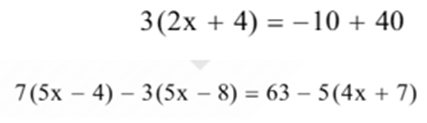 3(2x + 4) = −10 + 40
7(5x − 4) − 3(5x − 8) = 63 − 5(4x + 7)